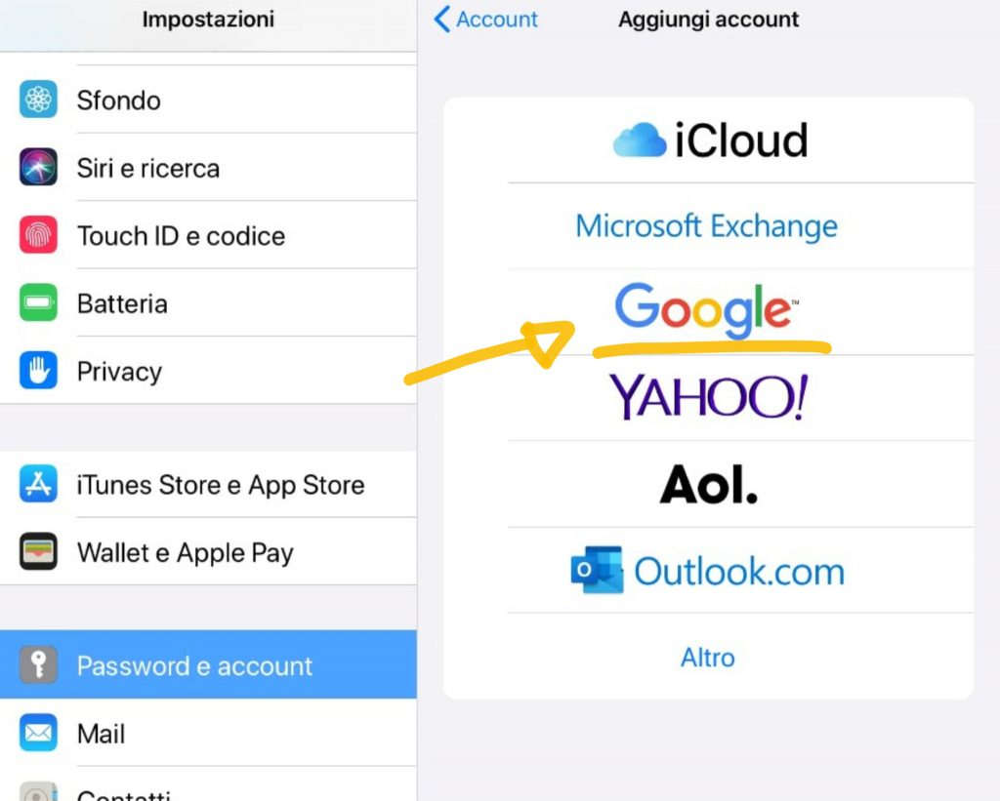 Impostazioni
Sfondo
Siri e ricerca
Touch ID e codice
Batteria
Privacy
iTunes Store e App Store
Wallet e Apple Pay
Password e account
Mail
Contatti
Account
Aggiungi account
iCloud
Microsoft Exchange
Google™
YAHOO!
Aol.
Outlook.com
Altro